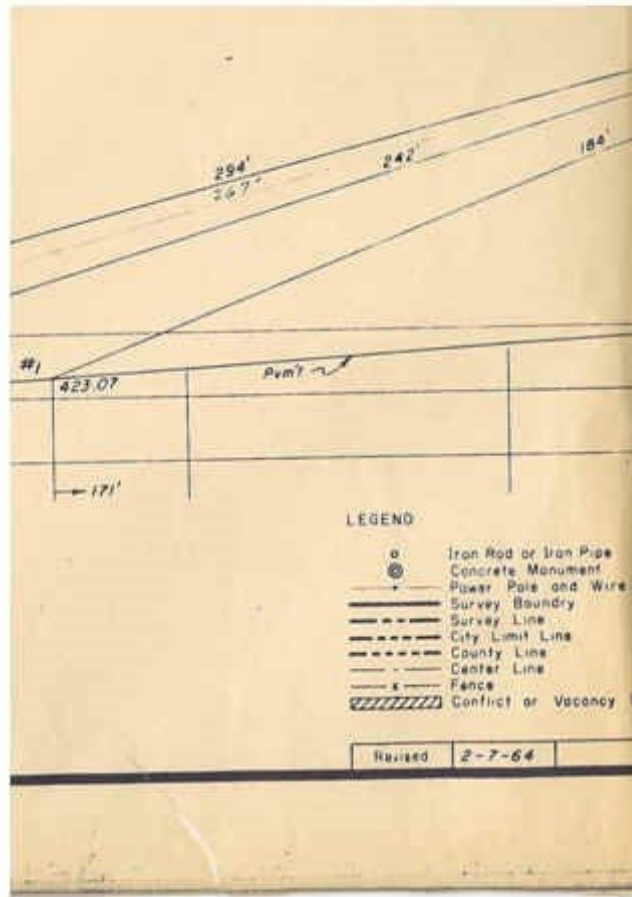 294'
267'
242'
184'
#1
423.07
Pvm't
171'
LEGEND
Iron Rod or Iron Pipe
Concrete Monument
Power Pole and Wire
Survey Boundry
Survey Line
City Limit Line
County Line
Center Line
Fence
Conflict or Vacancy
Revised 2-7-64